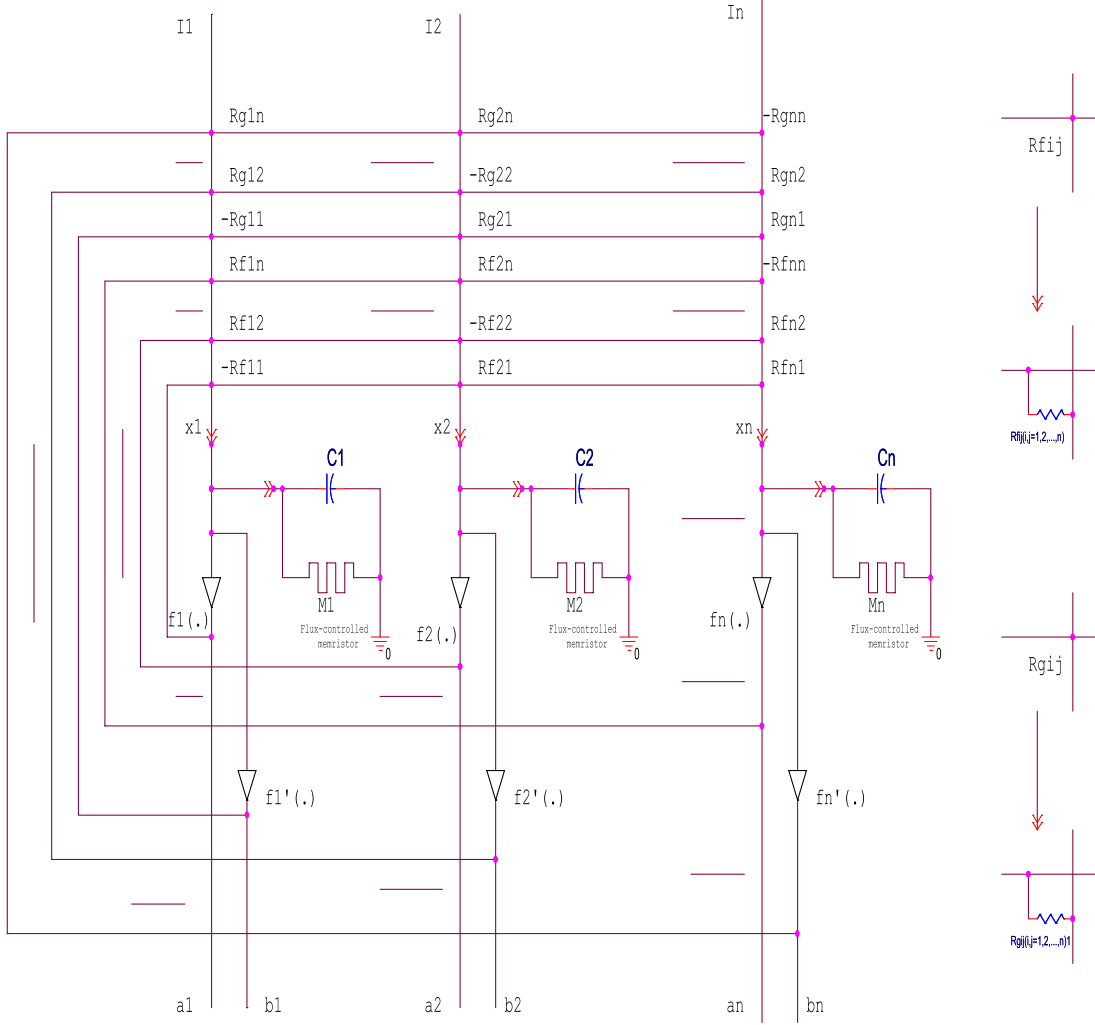 I1 I2 In
Rg1n Rg2n -Rgnn
Rfij
Rg12 -Rg22 Rgn2
-Rg11 Rg21 Rgn1
Rf1n Rf2n -Rfnn
Rf12 -Rf22 Rfn2
-Rf11 Rf21 Rfn1
x1 x2 xn
Rfij(i,j=1,2,...,n)
C1 C2 Cn
M1 M2 Mn
f1(.) f2(.) fn(.)
Flux-controlled Flux-controlled Flux-controlled
memristor memristor memristor
0 0 0
Rgij
f1'(.) f2'(.) fn'(.)
Rgij(i,j=1,2,...,n)1
a1 b1 a2 b2 an bn